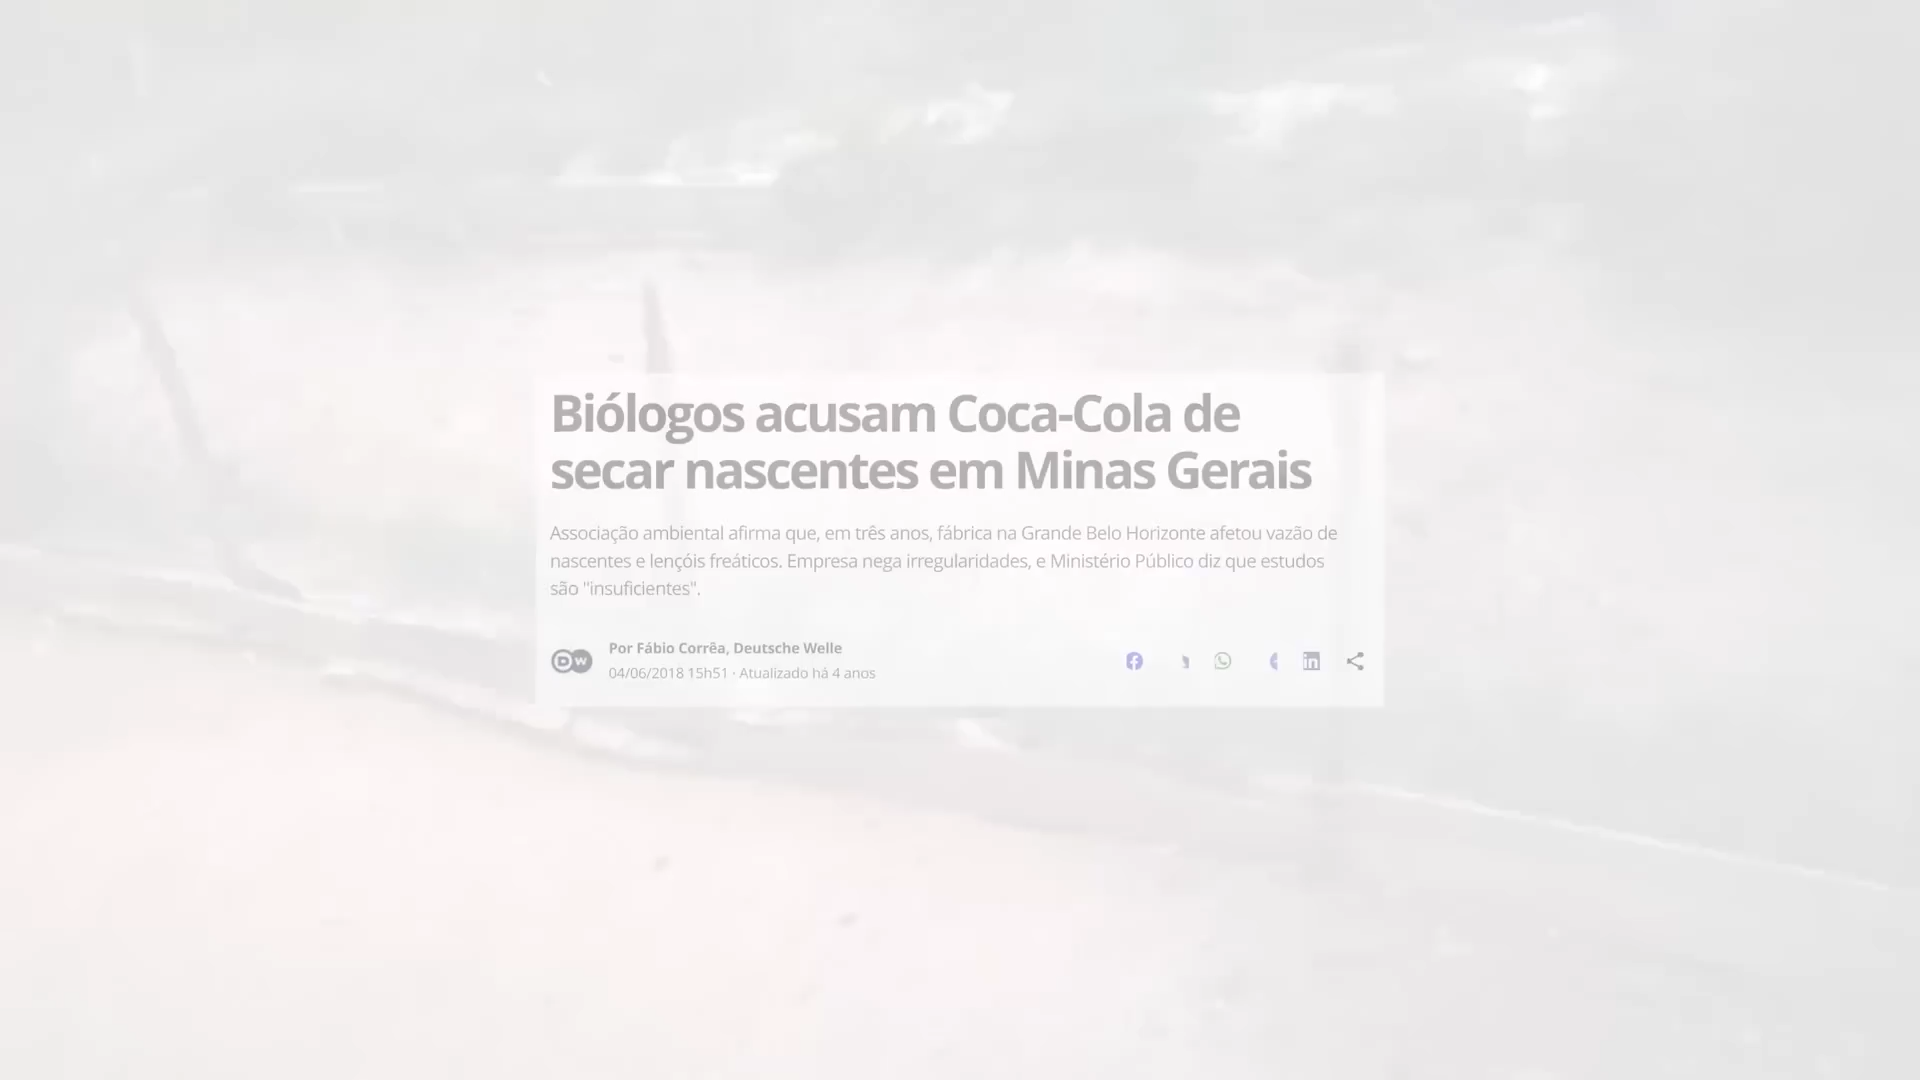 Biólogos acusam Coca-Cola de
secar nascentes em Minas Gerais
Associação ambiental afirma que, em três anos, fábrica na Grande Belo Horizonte afetou vazão de
nascentes e lençóis freáticos. Empresa nega irregularidades, e Ministério Público diz que estudos
são "insuficientes".
DW
Por Fábio Corrêa, Deutsche Welle
04/06/2018 15h51 · Atualizado há 4 anos